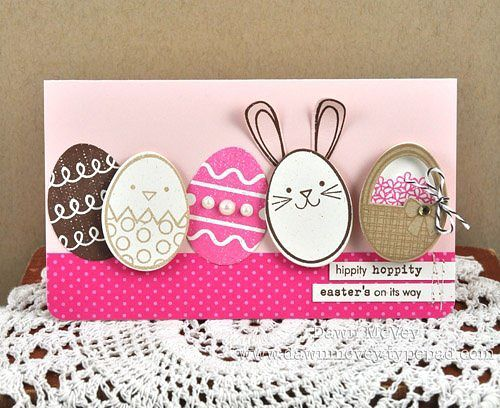 hippity hoppity
easter's on its way
Dawn McVey
www.dawnmcvey.typepad.com